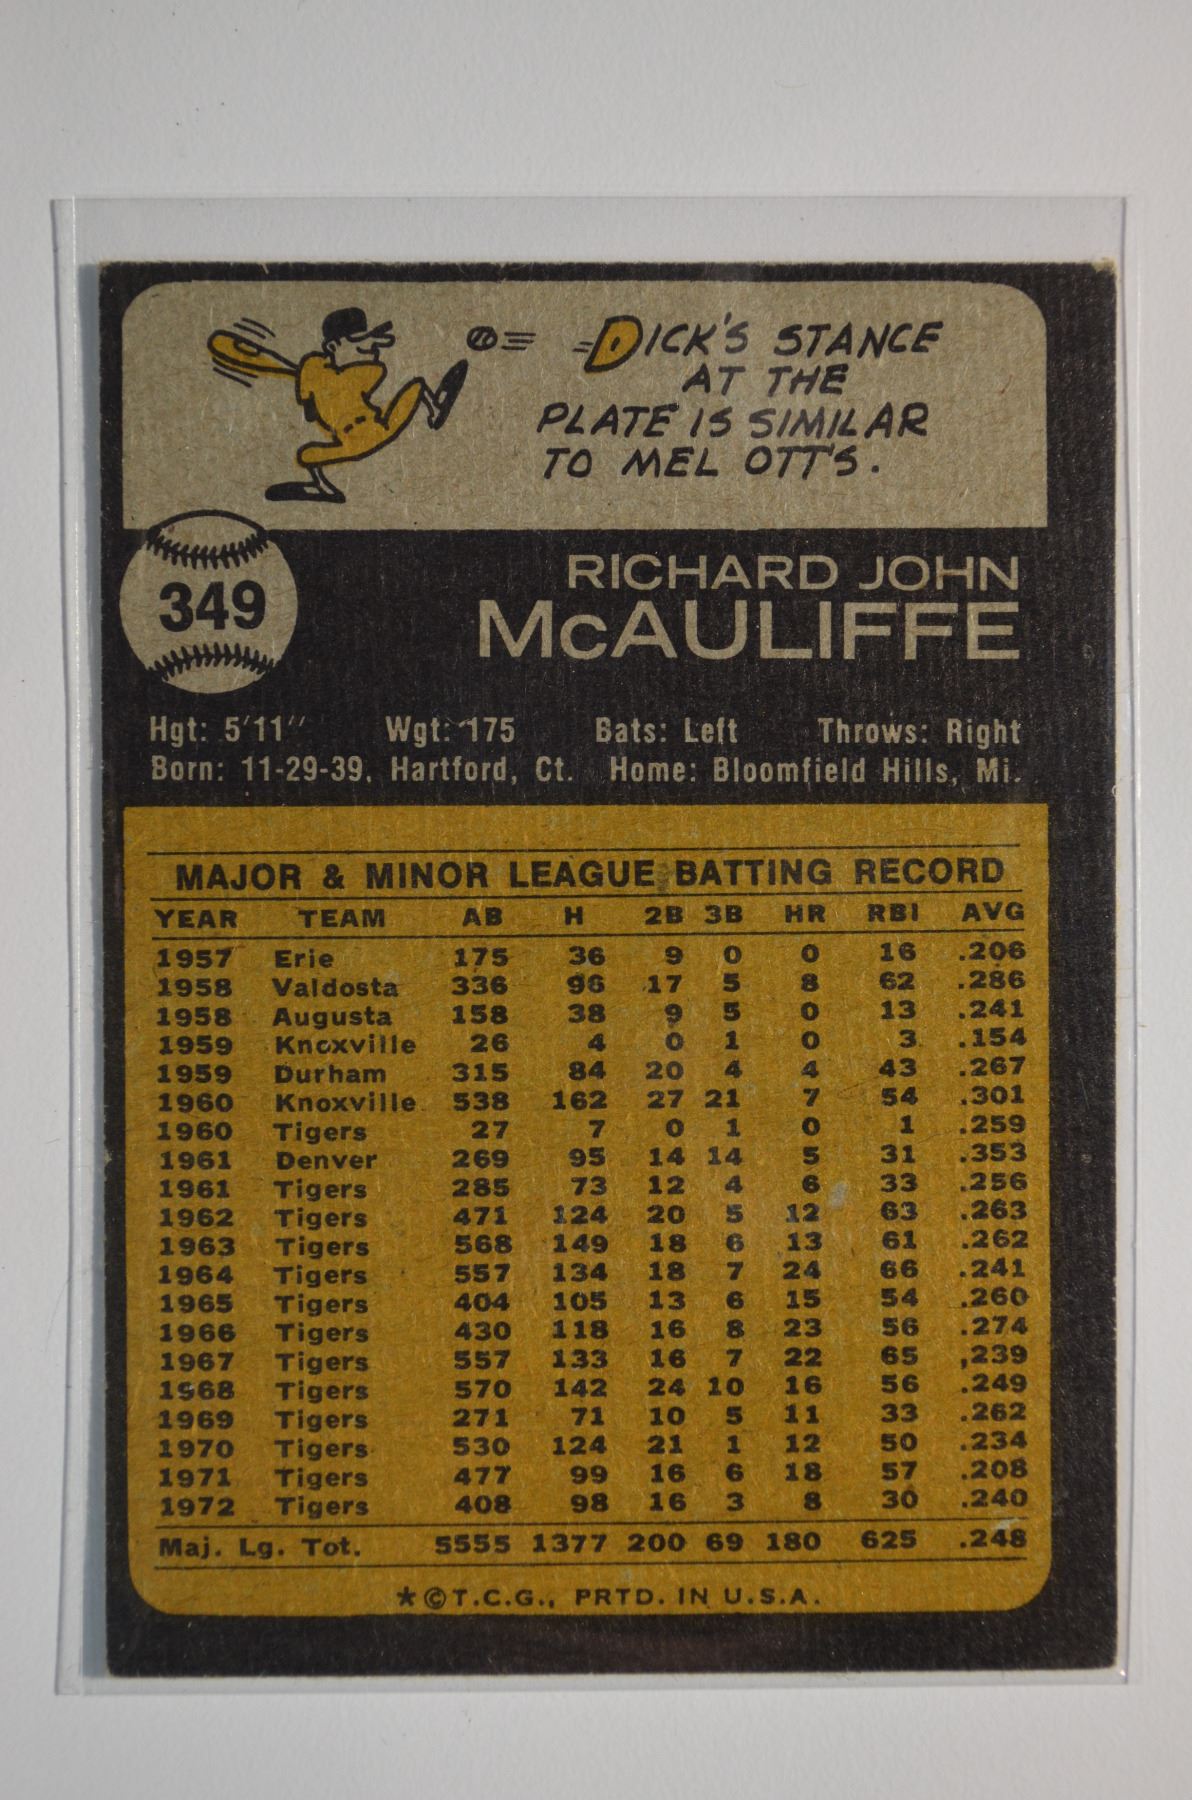 DICK'S STANCE
AT THE
PLATE IS SIMILAR
TO MEL OTT'S.
349
RICHARD JOHN
McAULIFFE
Hgt: 5'11" Wgt: 175 Bats: Left Throws: Right
Born: 11-29-39, Hartford, Ct. Home: Bloomfield Hills, Mi.
MAJOR & MINOR LEAGUE BATTING RECORD
YEAR TEAM AB H 2B 3B HR RBI AVG
1957 Erie 175 36 9 0 0 16 .206
1958 Valdosta 336 96 17 5 8 62 .286
1958 Augusta 158 38 9 5 0 13 .241
1959 Knoxville 26 4 0 1 0 3 .154
1959 Durham 315 84 20 4 4 43 .267
1960 Knoxville 538 162 27 21 7 54 .301
1960 Tigers 27 7 0 1 0 1 .259
1961 Denver 269 95 14 14 5 31 .353
1961 Tigers 285 73 12 4 6 33 .256
1962 Tigers 471 124 20 5 12 63 .263
1963 Tigers 568 149 18 6 13 61 .262
1964 Tigers 557 134 18 7 24 66 .241
1965 Tigers 404 105 13 6 15 54 .260
1966 Tigers 430 118 16 8 23 56 .274
1967 Tigers 557 133 16 7 22 65 ,239
1968 Tigers 570 142 24 10 16 56 .249
1969 Tigers 271 71 10 5 11 33 .262
1970 Tigers 530 124 21 1 12 50 .234
1971 Tigers 477 99 16 6 18 57 .208
1972 Tigers 408 98 16 3 8 30 .240
Maj. Lg. Tot. 5555 1377 200 69 180 625 .248
*©T.C.G., PRTD. IN U.S.A.